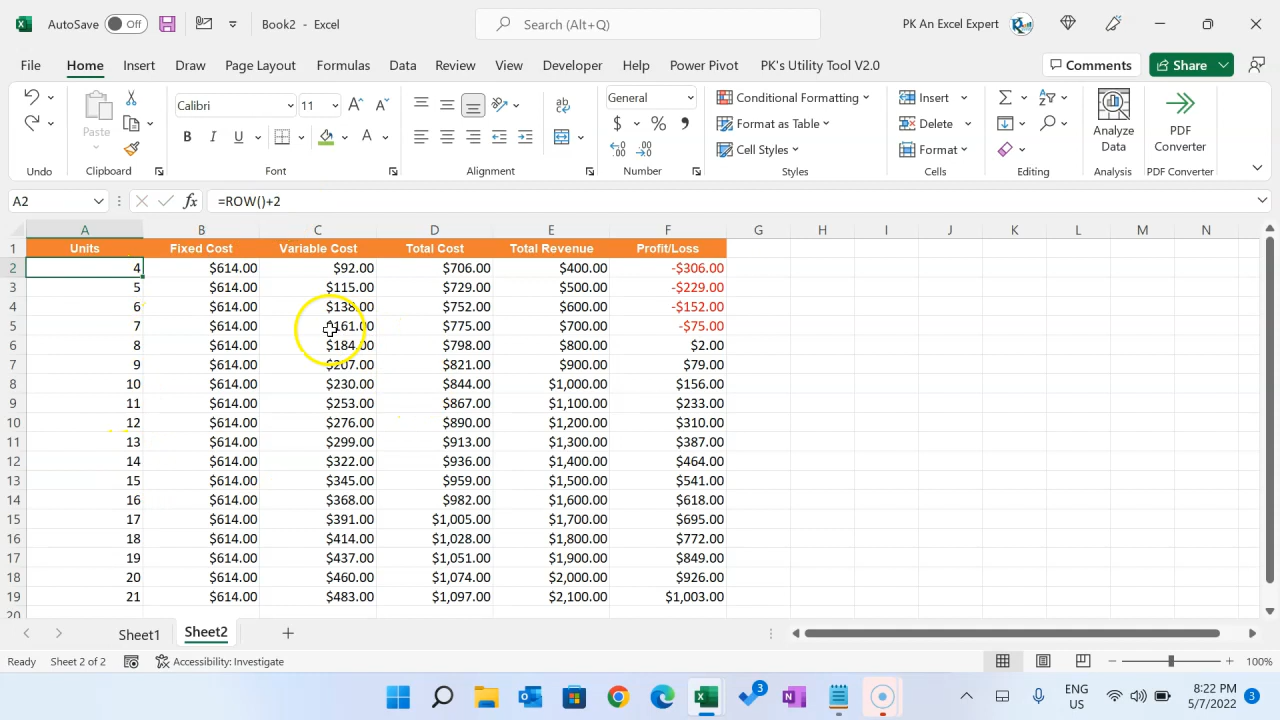 AutoSave Off Book2 - Excel Search (Alt+Q) PK An Excel Expert
File Home Insert Draw Page Layout Formulas Data Review View Developer Help Power Pivot PK's Utility Tool V2.0 Comments Share
Calibri 11 General Conditional Formatting Insert
Paste B I U A $ % Format as Table Delete Analyze Data PDF Converter
Cell Styles Format
Undo Clipboard Font Alignment Number Styles Cells Editing Analysis PDF Converter
A2 fx =ROW()+2
A B C D E F G H I J K L M N
1 Units Fixed Cost Variable Cost Total Cost Total Revenue Profit/Loss
2 4 $614.00 $92.00 $706.00 $400.00 -$306.00
3 5 $614.00 $115.00 $729.00 $500.00 -$229.00
4 6 $614.00 $138.00 $752.00 $600.00 -$152.00
5 7 $614.00 $161.00 $775.00 $700.00 -$75.00
6 8 $614.00 $184.00 $798.00 $800.00 $2.00
7 9 $614.00 $207.00 $821.00 $900.00 $79.00
8 10 $614.00 $230.00 $844.00 $1,000.00 $156.00
9 11 $614.00 $253.00 $867.00 $1,100.00 $233.00
10 12 $614.00 $276.00 $890.00 $1,200.00 $310.00
11 13 $614.00 $299.00 $913.00 $1,300.00 $387.00
12 14 $614.00 $322.00 $936.00 $1,400.00 $464.00
13 15 $614.00 $345.00 $959.00 $1,500.00 $541.00
14 16 $614.00 $368.00 $982.00 $1,600.00 $618.00
15 17 $614.00 $391.00 $1,005.00 $1,700.00 $695.00
16 18 $614.00 $414.00 $1,028.00 $1,800.00 $772.00
17 19 $614.00 $437.00 $1,051.00 $1,900.00 $849.00
18 20 $614.00 $460.00 $1,074.00 $2,000.00 $926.00
19 21 $614.00 $483.00 $1,097.00 $2,100.00 $1,003.00
20
Sheet1 Sheet2
Ready Sheet 2 of 2 Accessibility: Investigate 100%
3 ENG 8:22 PM
US 5/7/2022 3